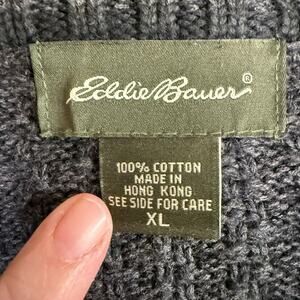 Eddie Bauer®
100% COTTON
MADE IN
HONG KONG
SEE SIDE FOR CARE
XL